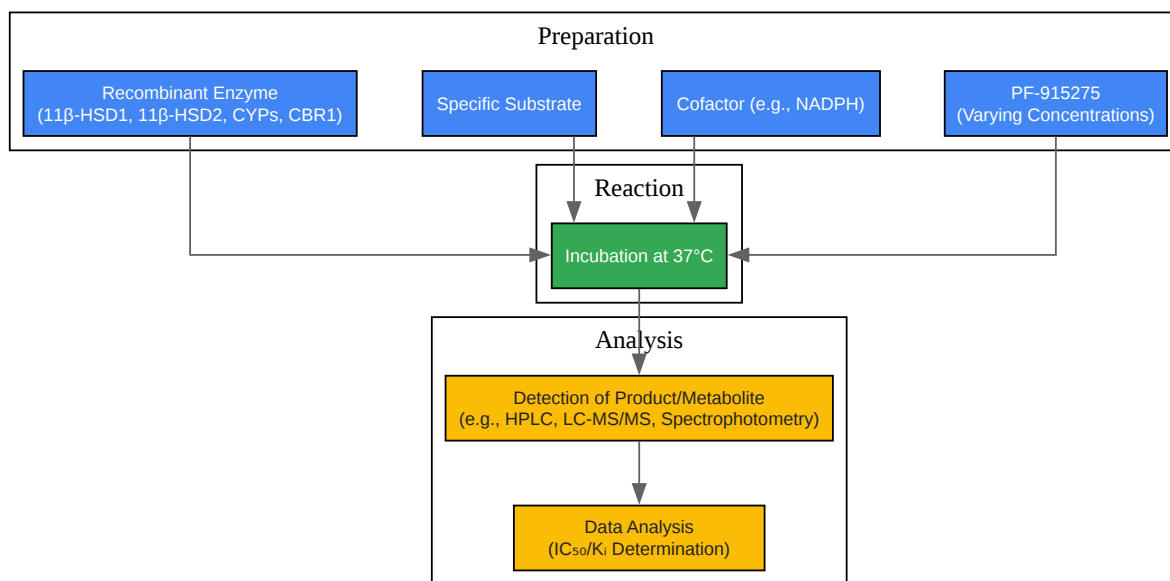 Preparation
Recombinant Enzyme
(11β-HSD1, 11β-HSD2, CYPs, CBR1)
Specific Substrate
Cofactor (e.g., NADPH)
PF-915275
(Varying Concentrations)
Reaction
Incubation at 37°C
Analysis
Detection of Product/Metabolite
(e.g., HPLC, LC-MS/MS, Spectrophotometry)
Data Analysis
(IC₅₀/Kᵢ Determination)